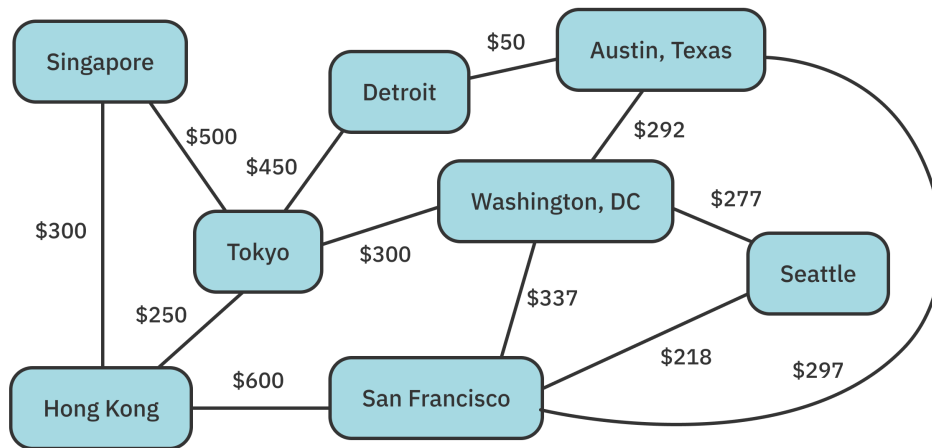 Singapore
Detroit
Austin, Texas
$50
$500
$450
$292
Washington, DC
$277
$300
Tokyo
$300
Seattle
$250
$337
$218
$600
$297
Hong Kong
San Francisco